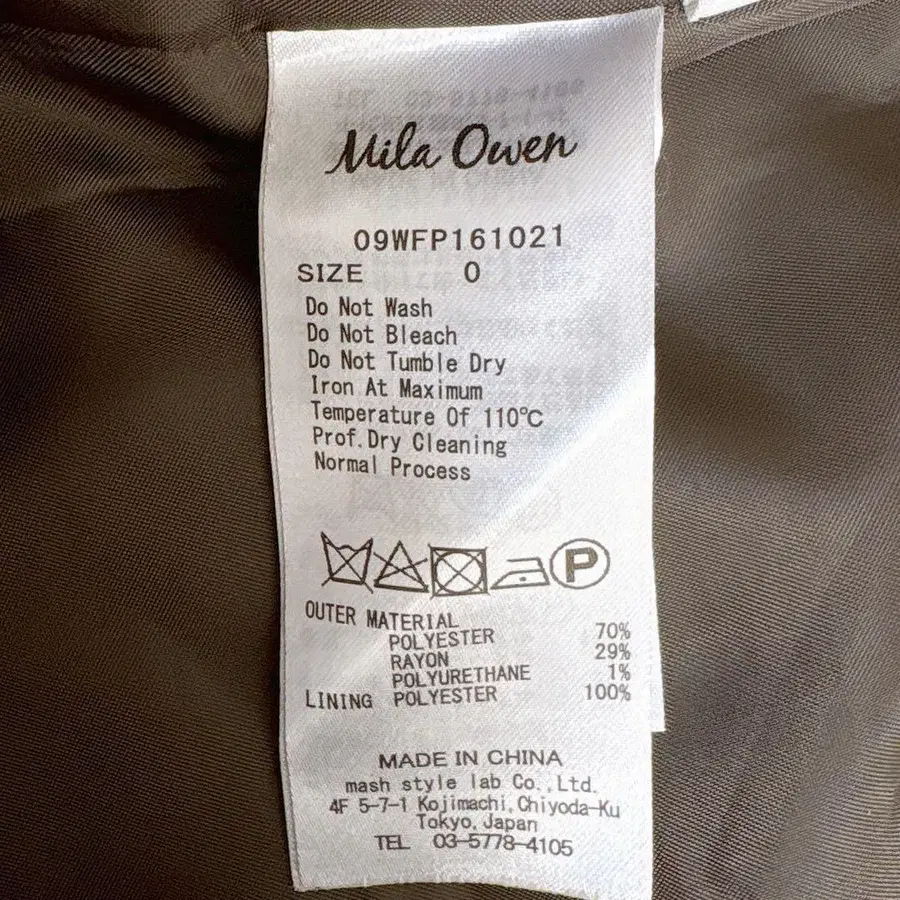 Mila Owen
09WFP161021
SIZE 0
Do Not Wash
Do Not Bleach
Do Not Tumble Dry
Iron At Maximum
Temperature Of 110℃
Prof.Dry Cleaning
Normal Process
P
OUTER MATERIAL
POLYESTER 70%
RAYON 29%
POLYURETHANE 1%
LINING POLYESTER 100%
MADE IN CHINA
mash style lab Co.,Ltd.
4F 5-7-1 Kojimachi,Chiyoda-Ku
Tokyo,Japan
TEL 03-5778-4105